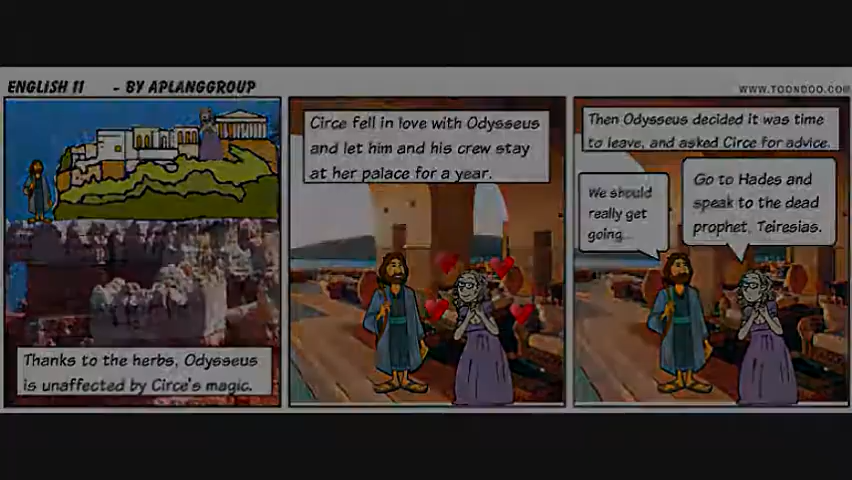 ENGLISH 11 - BY APLANGGROUP
WWW.TOONDOO.COM
Thanks to the herbs, Odysseus
is unaffected by Circe's magic.
Circe fell in love with Odysseus
and let him and his crew stay
at her palace for a year.
Then Odysseus decided it was time
to leave, and asked Circe for advice.
We should
really get
going...
Go to Hades and
speak to the dead
prophet, Teiresias.